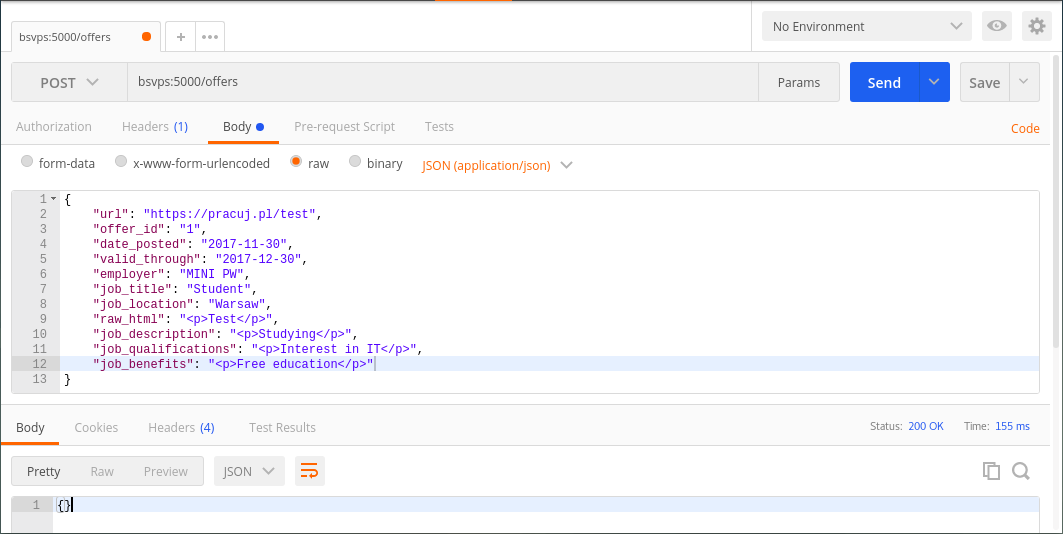 bsvps:5000/offers
+
•••
No Environment
POST
bsvps:5000/offers
Params
Send
Save
Authorization
Headers (1)
Body
Pre-request Script
Tests
Code
form-data
x-www-form-urlencoded
raw
binary
JSON (application/json)
1 {
2 "url": "https://pracuj.pl/test",
3 "offer_id": "1",
4 "date_posted": "2017-11-30",
5 "valid_through": "2017-12-30",
6 "employer": "MINI PW",
7 "job_title": "Student",
8 "job_location": "Warsaw",
9 "raw_html": "<p>Test</p>",
10 "job_description": "<p>Studying</p>",
11 "job_qualifications": "<p>Interest in IT</p>",
12 "job_benefits": "<p>Free education</p>"
13 }
Body
Cookies
Headers (4)
Test Results
Status: 200 OK
Time: 155 ms
Pretty
Raw
Preview
JSON
1 {}